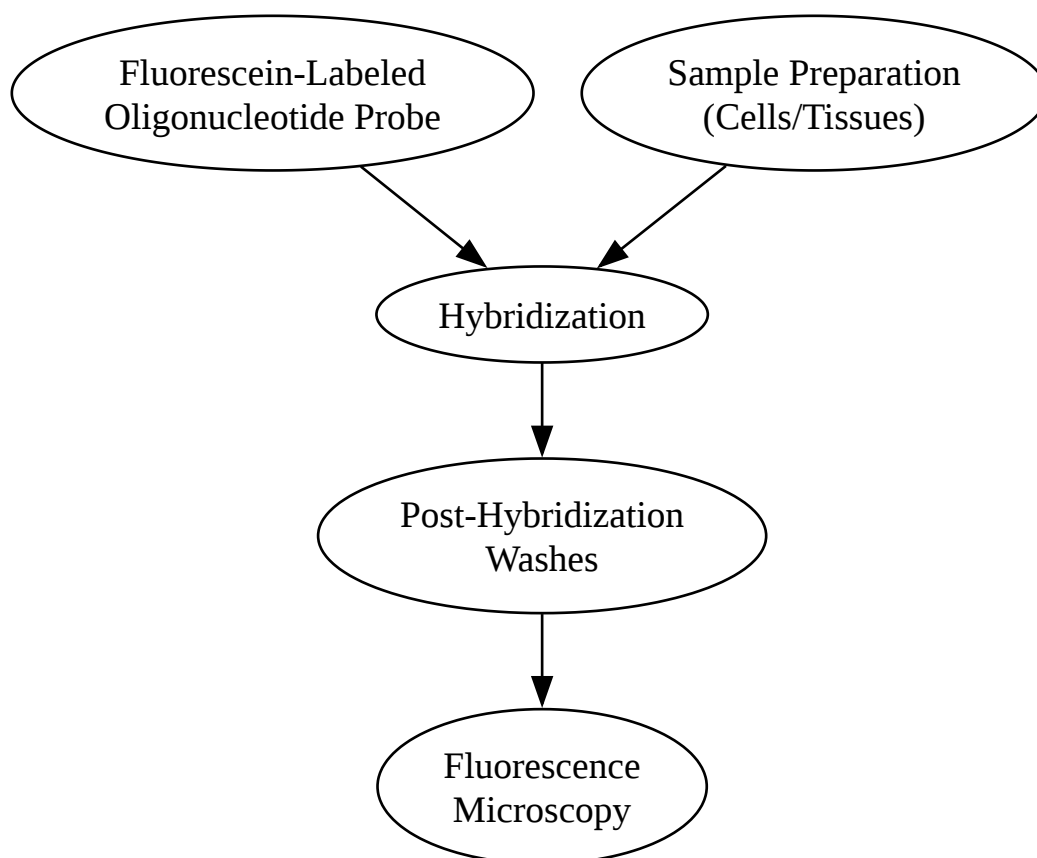 Fluorescein-Labeled
Oligonucleotide Probe
Sample Preparation
(Cells/Tissues)
Hybridization
Post-Hybridization
Washes
Fluorescence
Microscopy